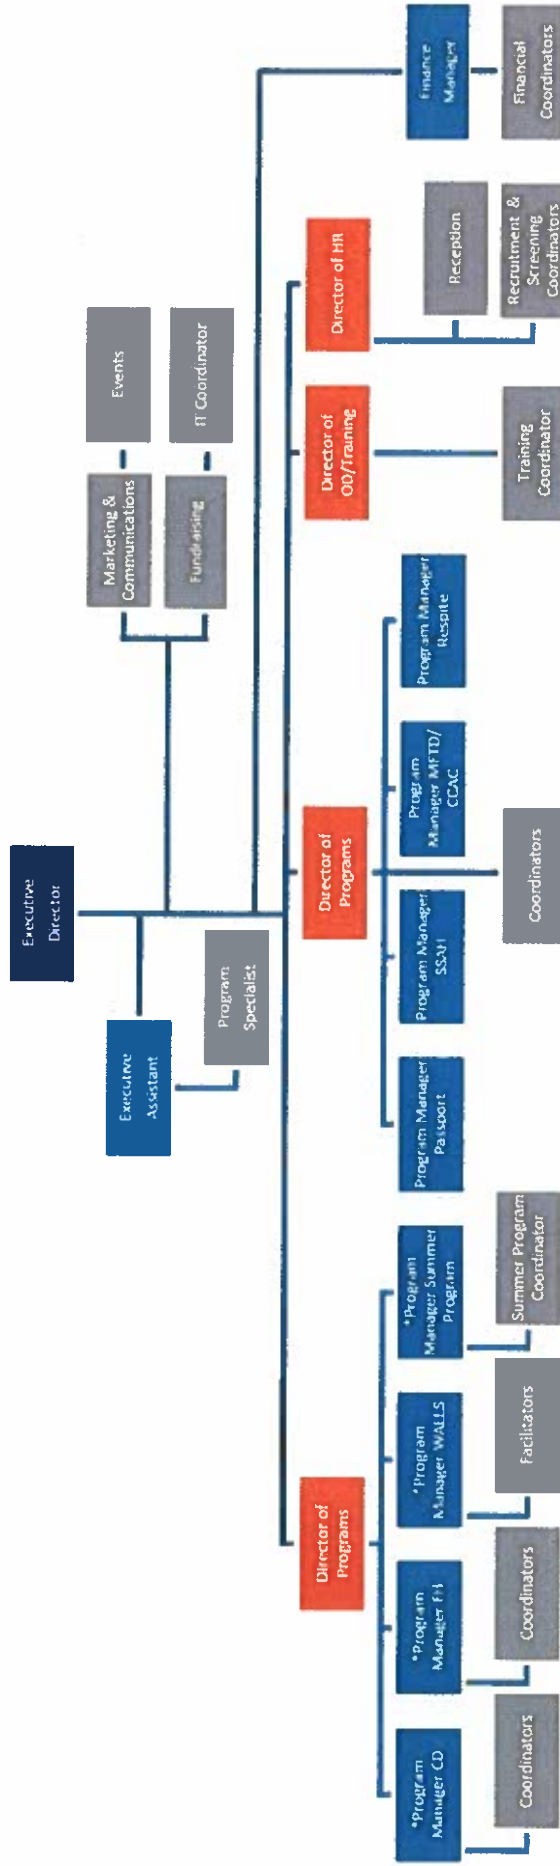 Executive
Director
Executive
Assistant
Program
Specialist
Marketing &
Communications
Events
Fundraising
IT Coordinator
Director of
Programs
Director of
Programs
Director of
OD/Training
Director of HR
Finance
Manager
*Program
Manager CD
*Program
Manager FH
*Program
Manager WALLS
*Program
Manager Summer
Program
Program Manager
Passport
Program Manager
SSAH
Program
Manager MFTD/
CCAC
Program Manager
Respite
Reception
Coordinators
Coordinators
Facilitators
Summer Program
Coordinator
Coordinators
Training
Coordinator
Recruitment &
Screening
Coordinators
Financial
Coordinators